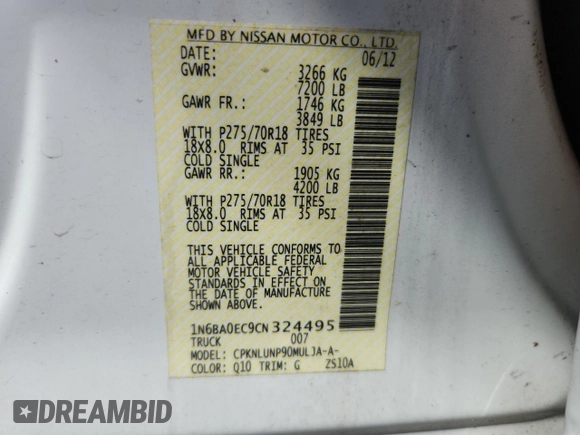 MFD BY NISSAN MOTOR CO., LTD.
DATE: 06/12
GVWR: 3266 KG
7200 LB
GAWR FR.: 1746 KG
3849 LB
WITH P275/70R18 TIRES
18X8.0 RIMS AT 35 PSI
COLD SINGLE
GAWR RR.: 1905 KG
4200 LB
WITH P275/70R18 TIRES
18X8.0 RIMS AT 35 PSI
COLD SINGLE
THIS VEHICLE CONFORMS TO
ALL APPLICABLE FEDERAL
MOTOR VEHICLE SAFETY
STANDARDS IN EFFECT ON
THE DATE OF MANUFACTURE
SHOWN ABOVE.
1N6BA0EC9CN324495
TRUCK 007
MODEL: CPKNLUNP90MULJA-A-
COLOR: Q10 TRIM: G ZS10A
DREAMBID